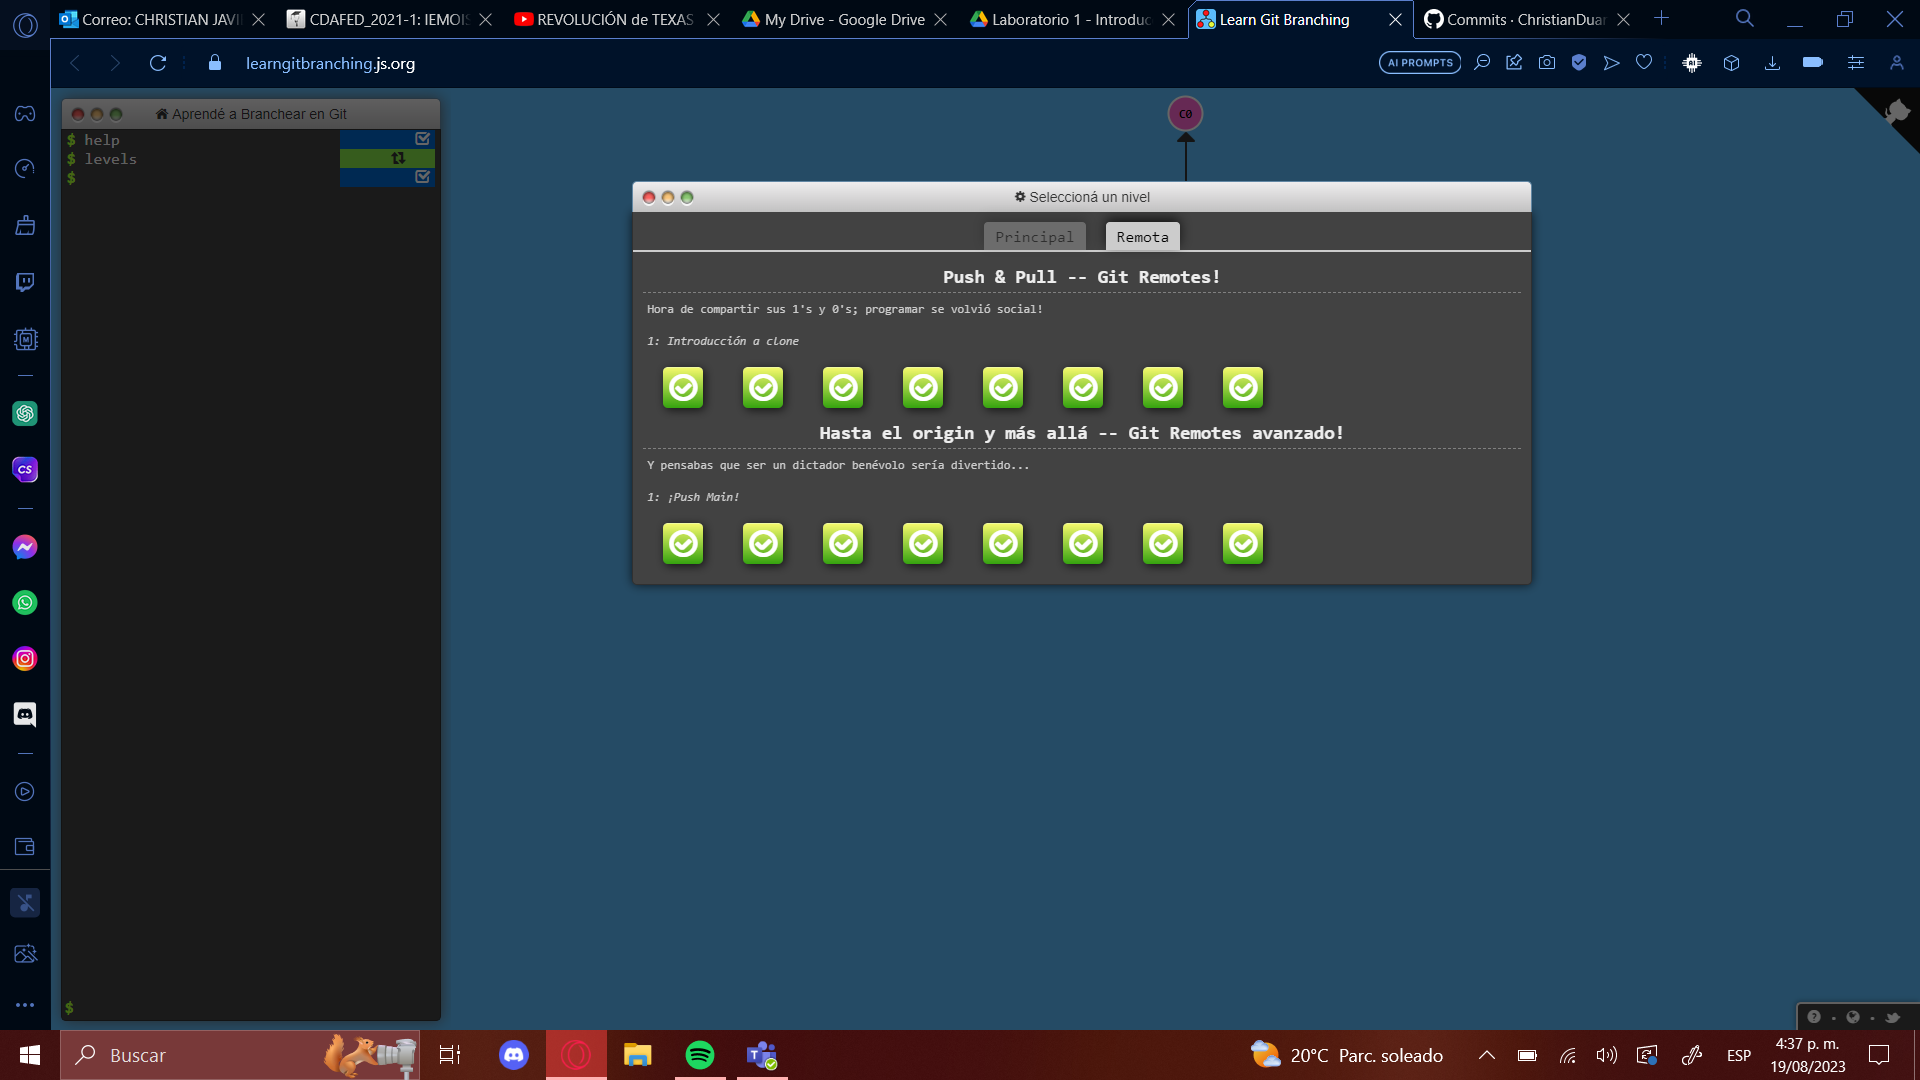 Correo: CHRISTIAN JAVI
CDAFED_2021-1: IEMOIS
REVOLUCIÓN de TEXAS
My Drive - Google Drive
Laboratorio 1 - Introduc
Learn Git Branching
Commits · ChristianDuar
learngitbranching.js.org
AI PROMPTS
Aprendé a Branchear en Git
$ help
$ levels
$
$
C0
Seleccioná un nivel
Principal
Remota
Push & Pull -- Git Remotes!
Hora de compartir sus 1's y 0's; programar se volvió social!
1: Introducción a clone
Hasta el origin y más allá -- Git Remotes avanzado!
Y pensabas que ser un dictador benévolo sería divertido...
1: ¡Push Main!
CS
Buscar
20°C Parc. soleado
ESP
4:37 p. m.
19/08/2023